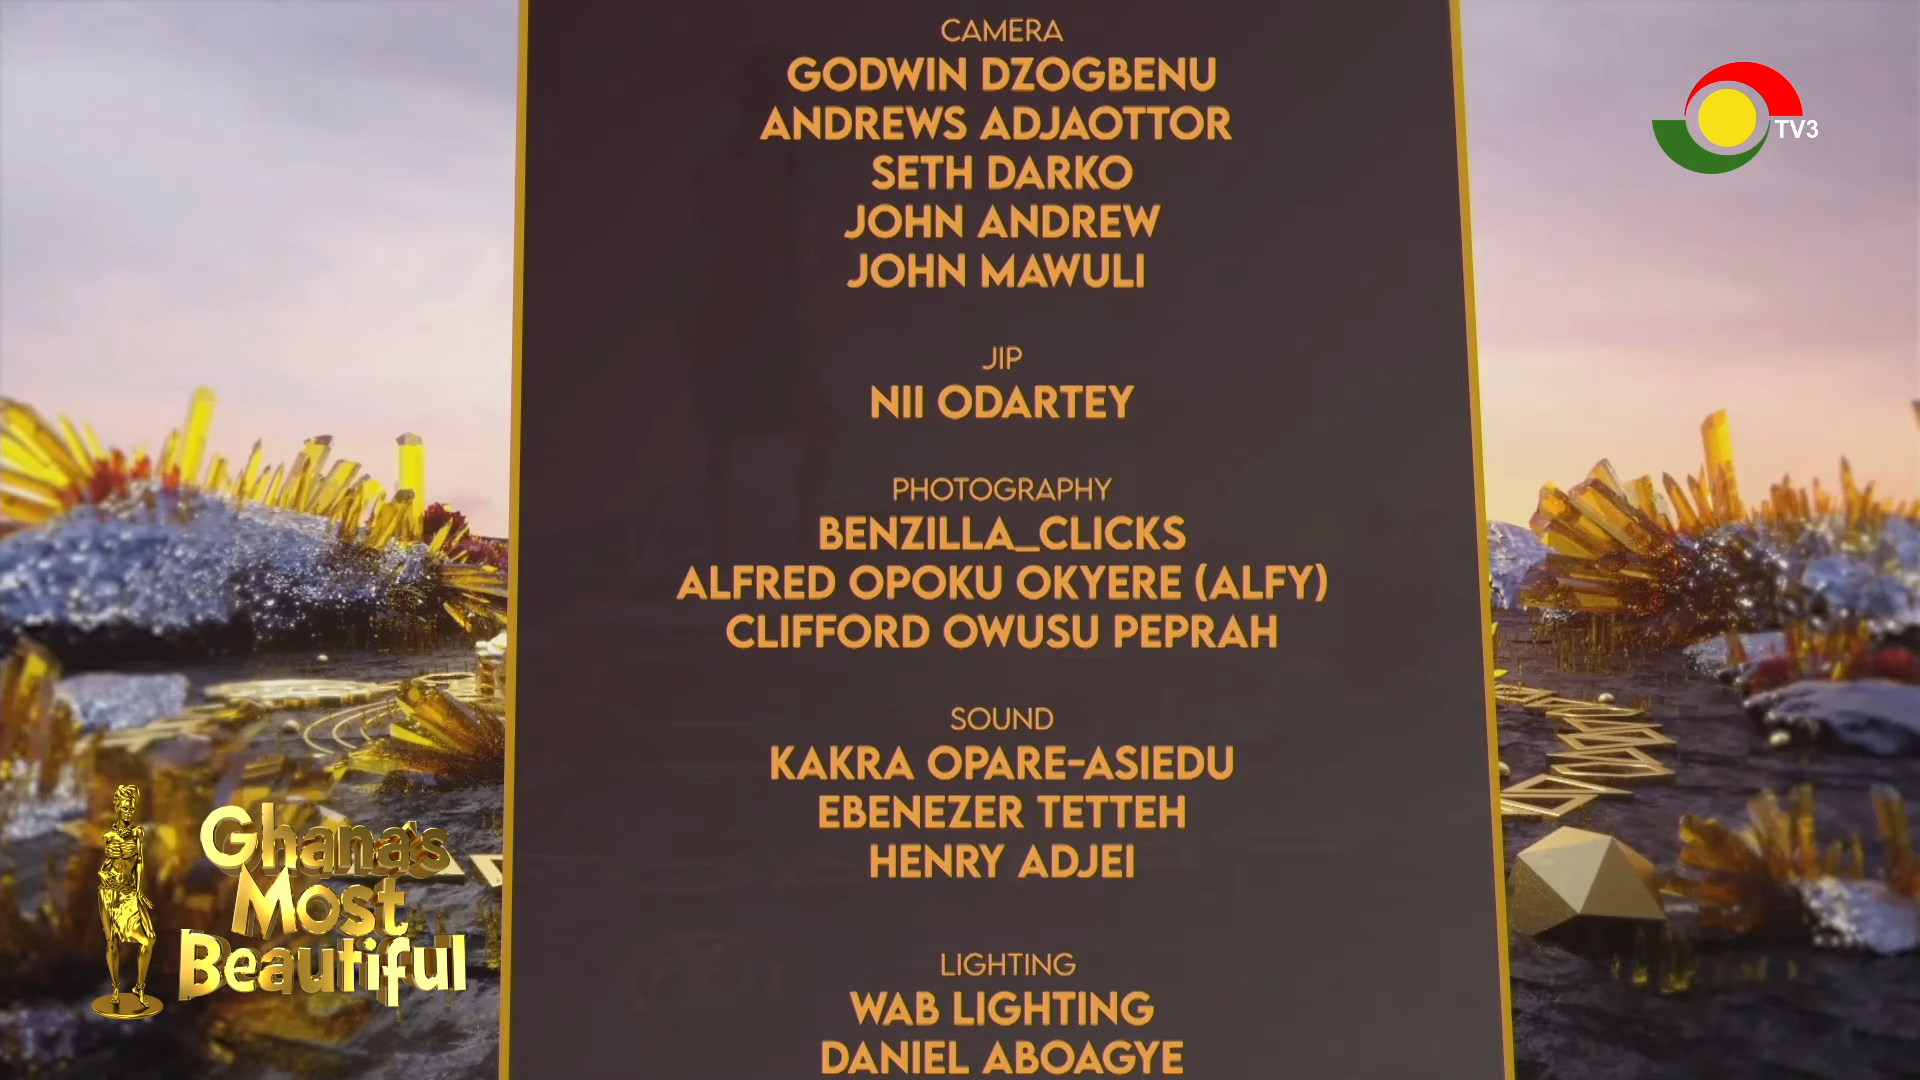 CAMERA
GODWIN DZOGBENU
ANDREWS ADJAOTTOR
SETH DARKO
JOHN ANDREW
JOHN MAWULI
JIP
NII ODARTEY
PHOTOGRAPHY
BENZILLA_CLICKS
ALFRED OPOKU OKYERE (ALFY)
CLIFFORD OWUSU PEPRAH
SOUND
KAKRA OPARE-ASIEDU
EBENEZER TETTEH
HENRY ADJEI
LIGHTING
WAB LIGHTING
DANIEL ABOAGYE
TV3
Ghana's
Most
Beautiful